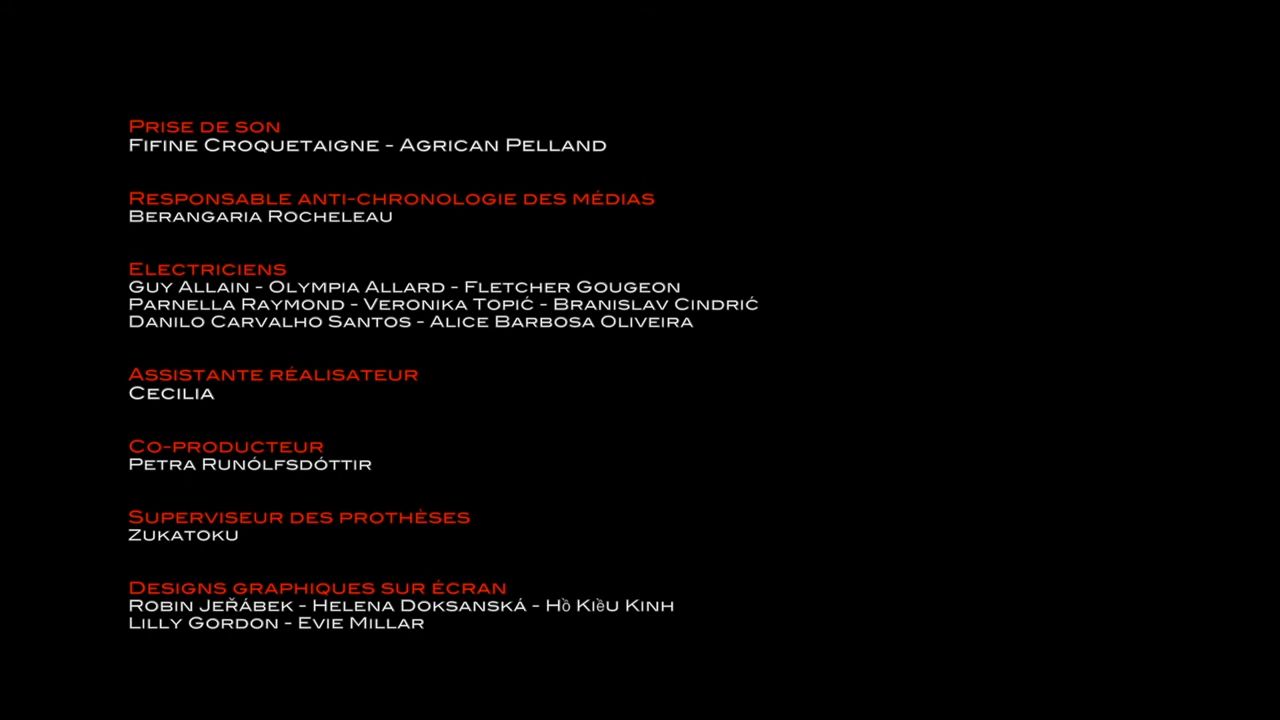 Prise de son
Fifine Croquetaigne - Agrican Pelland
Responsable anti-chronologie des médias
Berangaria Rocheleau
Electriciens
Guy Allain - Olympia Allard - Fletcher Gougeon
Parnella Raymond - Veronika Topić - Branislav Cindrić
Danilo Carvalho Santos - Alice Barbosa Oliveira
Assistante réalisateur
Cecilia
Co-producteur
Petra Runólfsdóttir
Superviseur des prothèses
Zukatoku
Designs graphiques sur écran
Robin Jeřábek - Helena Doksanská - Hồ Kiều Kinh
Lilly Gordon - Evie Millar